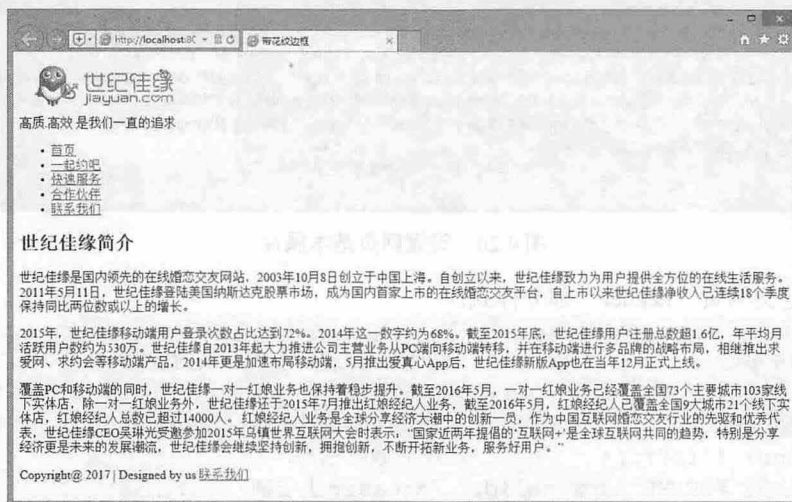 http://localhost:8C
带花纹边框
世纪佳缘
jiayuan.com
高质.高效 是我们一直的追求
首页
一起约吧
快速服务
合作伙伴
联系我们
世纪佳缘简介
世纪佳缘是国内领先的在线婚恋交友网站，2003年10月8日创立于中国上海。自创立以来，世纪佳缘致力为用户提供全方位的在线生活服务。
2011年5月11日，世纪佳缘登陆美国纳斯达克股票市场，成为国内首家上市的在线婚恋交友平台，自上市以来世纪佳缘净收入已连续18个季度
保持同比两位数或以上的增长。
2015年，世纪佳缘移动端用户登录次数占比达到72%。2014年这一数字约为68%。截至2015年底，世纪佳缘用户注册总数超1.6亿，年平均月
活跃用户数约为530万。世纪佳缘自2013年起大力推进公司主营业务从PC端向移动端转移，并在移动端进行多品牌的战略布局，相继推出求
爱网、求约会等移动端产品，2014年更是加速布局移动端，5月推出爱真心App后，世纪佳缘新版App也在当年12月正式上线。
覆盖PC和移动端的同时，世纪佳缘一对一红娘业务也保持着稳步提升。截至2016年5月，一对一红娘业务已经覆盖全国73个主要城市103家线
下实体店，除一对一红娘业务外，世纪佳缘还于2015年7月推出红娘经纪人业务，截至2016年5月，红娘经纪人已覆盖全国9大城市21个线下实
体店，红娘经纪人总数已超过14000人。 红娘经纪人业务是全球分享经济大潮中的创新一员，作为中国互联网婚恋交友行业的先驱和优秀代
表，世纪佳缘CEO吴琳光受邀参加2015年乌镇世界互联网大会时表示，“国家近两年提倡的‘互联网+’是全球互联网共同的趋势，特别是分享
经济更是未来的发展潮流，世纪佳缘会继续坚持创新，拥抱创新，不断开拓新业务，服务好用户。”
Copyright@ 2017 | Designed by us 联系我们